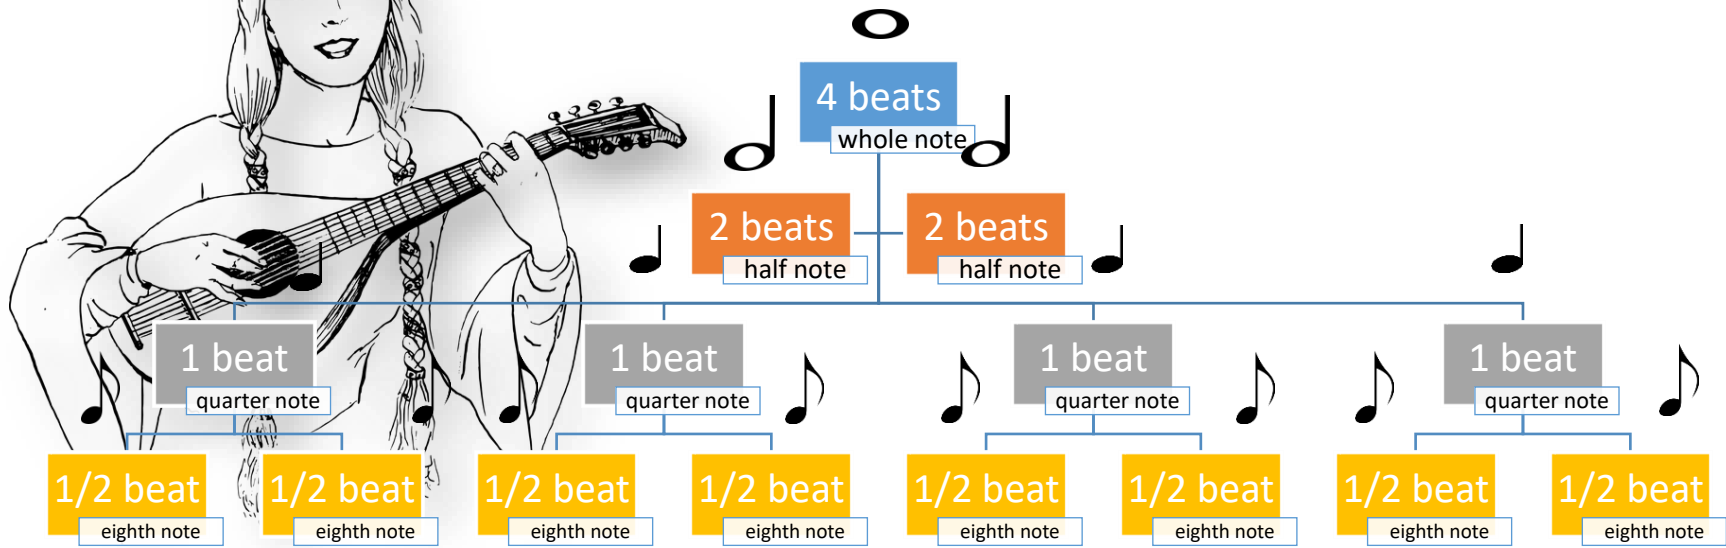 4 beats
whole note
2 beats
half note
2 beats
half note
1 beat
quarter note
1 beat
quarter note
1 beat
quarter note
1 beat
quarter note
1/2 beat
eighth note
1/2 beat
eighth note
1/2 beat
eighth note
1/2 beat
eighth note
1/2 beat
eighth note
1/2 beat
eighth note
1/2 beat
eighth note
1/2 beat
eighth note